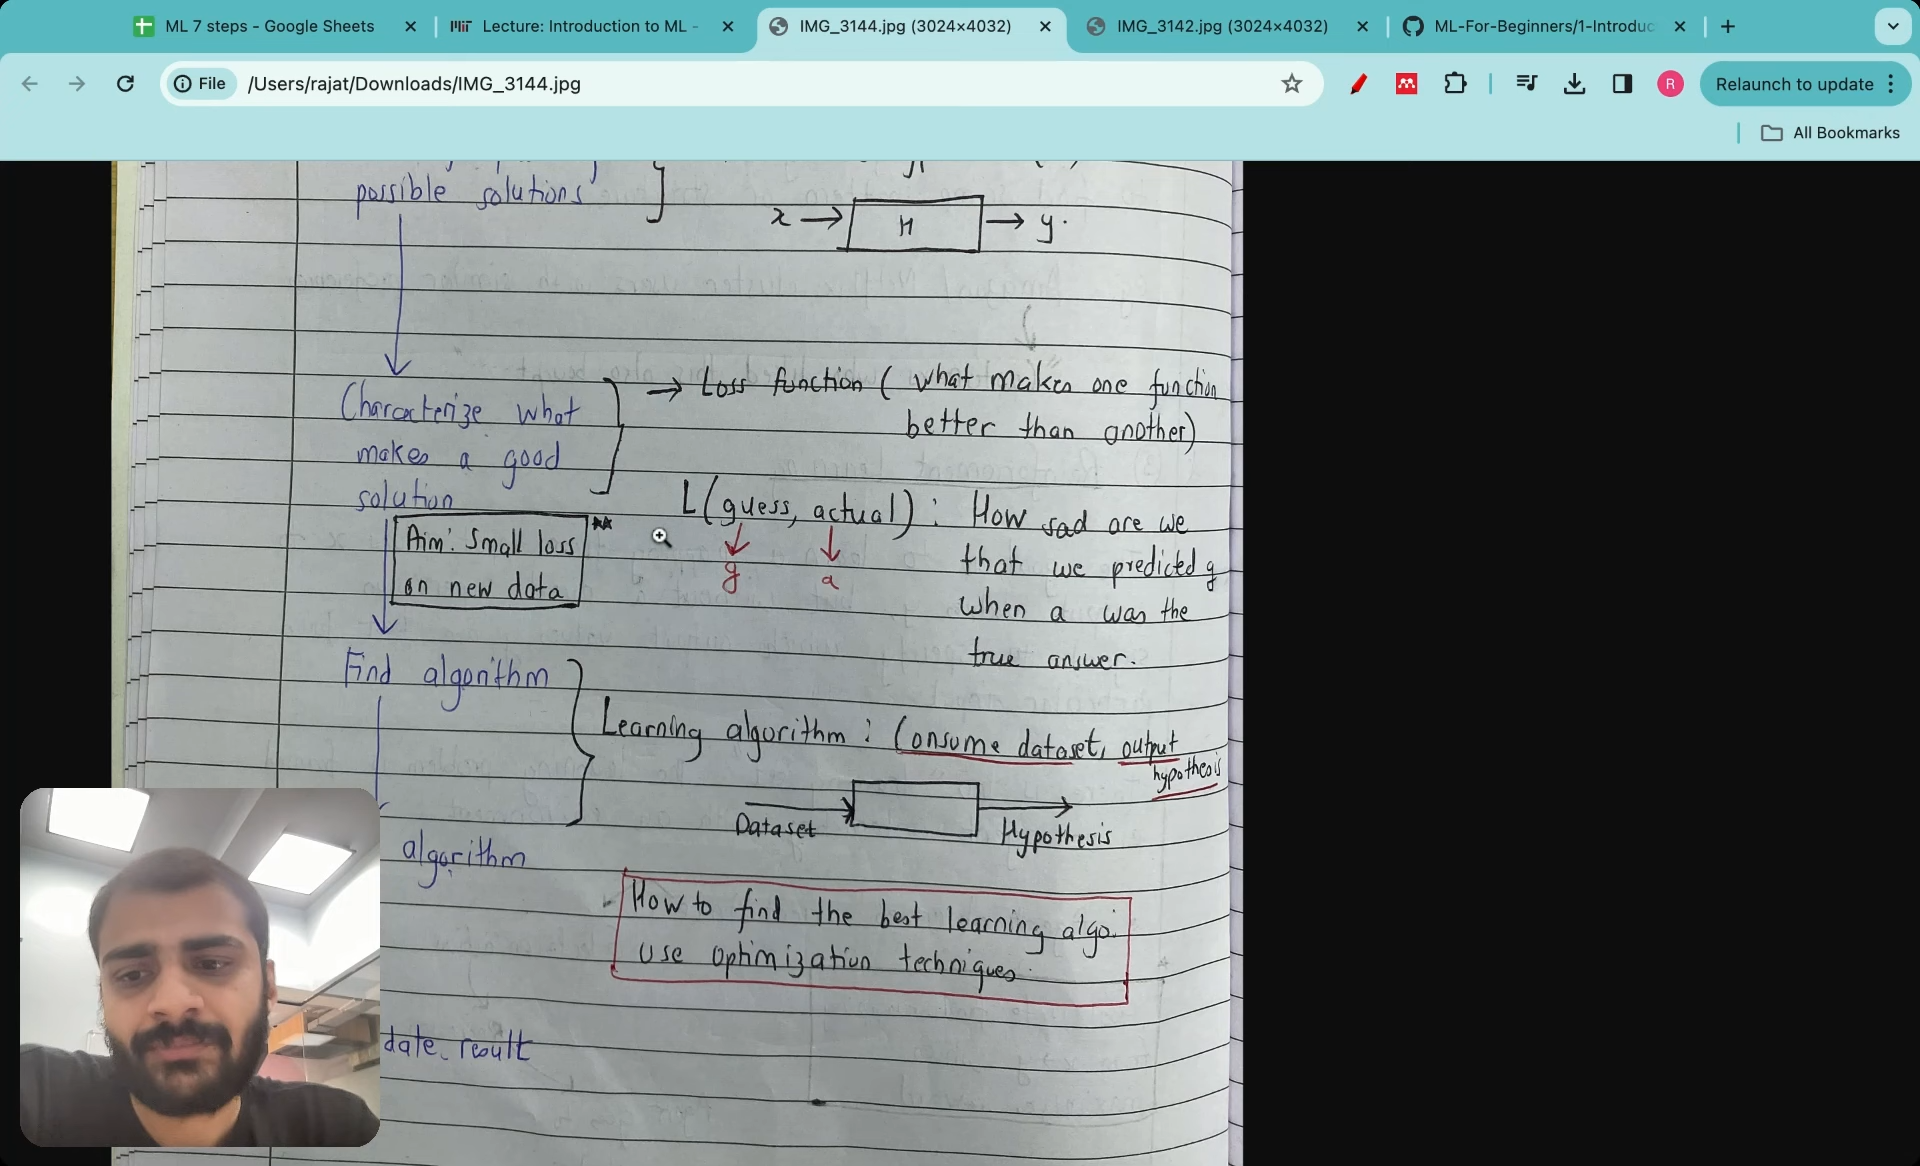 ML 7 steps - Google Sheets
Lecture: Introduction to ML -
IMG_3144.jpg (3024×4032)
IMG_3142.jpg (3024×4032)
ML-For-Beginners/1-Introduc
File
/Users/rajat/Downloads/IMG_3144.jpg
R
Relaunch to update
All Bookmarks
possible solutions
x → H → y.
Characterize what
makes a good
solution
→ Loss function ( what makes one function
better than another)
L(guess, actual) : How sad are we
that we predicted g
when a was the
true answer.
g a
Aim: Small loss **
on new data
Find algorithm
Learning algorithm : Consume dataset, output
hypothesis
Dataset
Hypothesis
algorithm
How to find the best learning algo.
use optimization techniques.
date result